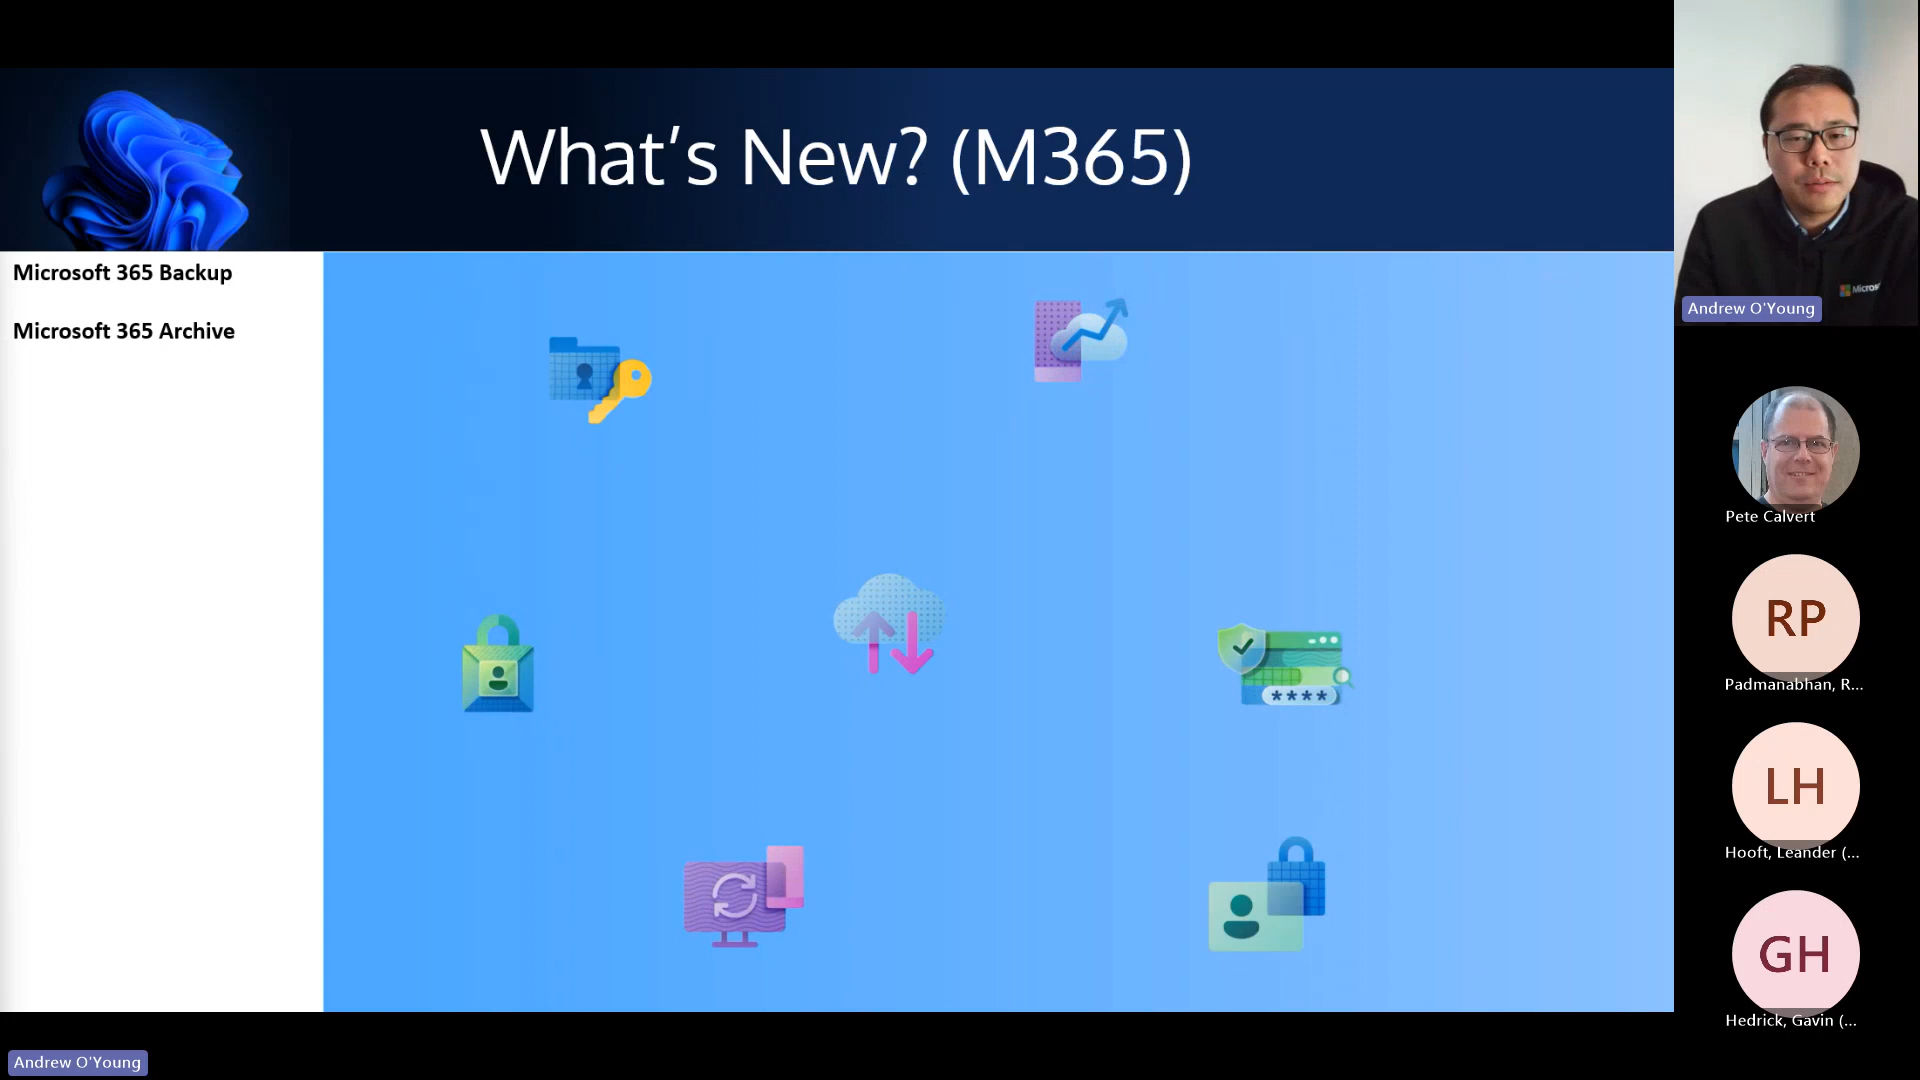 What's New? (M365)
Microsoft 365 Backup
Microsoft 365 Archive
****
Andrew O'Young
Pete Calvert
RP
Padmanabhan, R...
LH
Hooft, Leander (...
GH
Hedrick, Gavin (...
Andrew O'Young